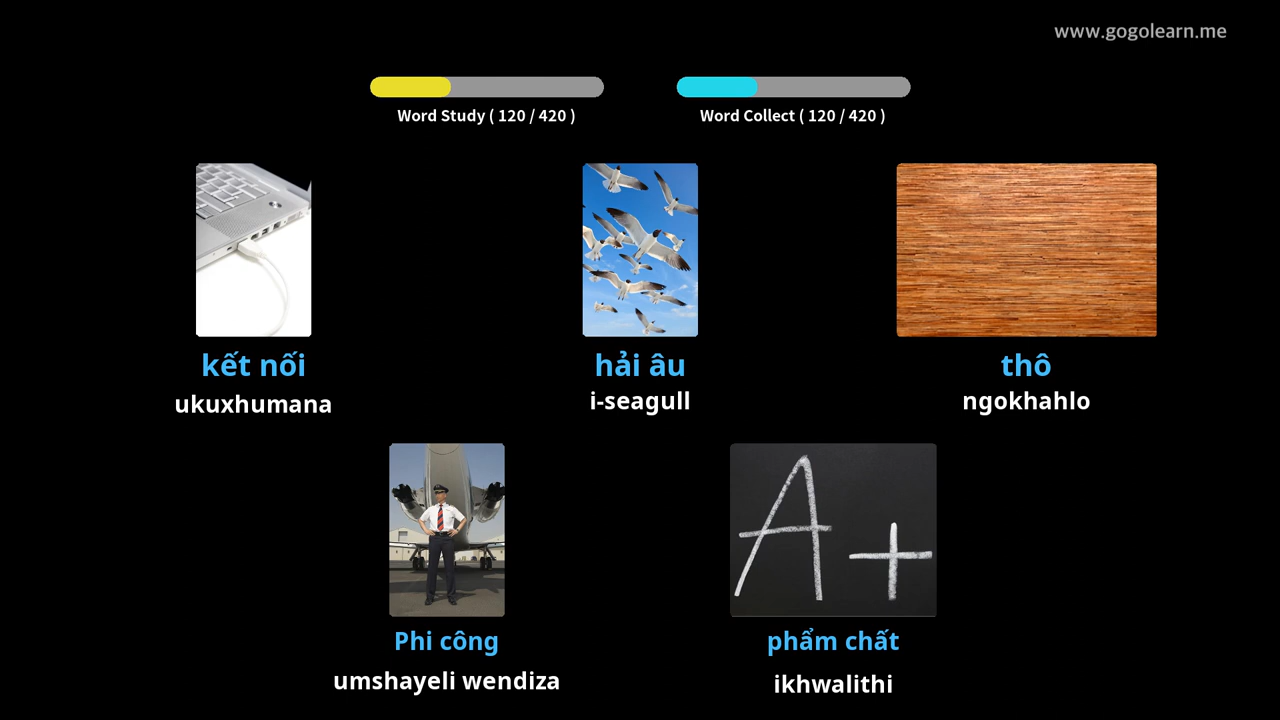 www.gogolearn.me
Word Study ( 120 / 420 )
Word Collect ( 120 / 420 )
kết nối
ukuxhumana
hải âu
i-seagull
thô
ngokhahlo
A+
Phi công
umshayeli wendiza
phẩm chất
ikhwalithi